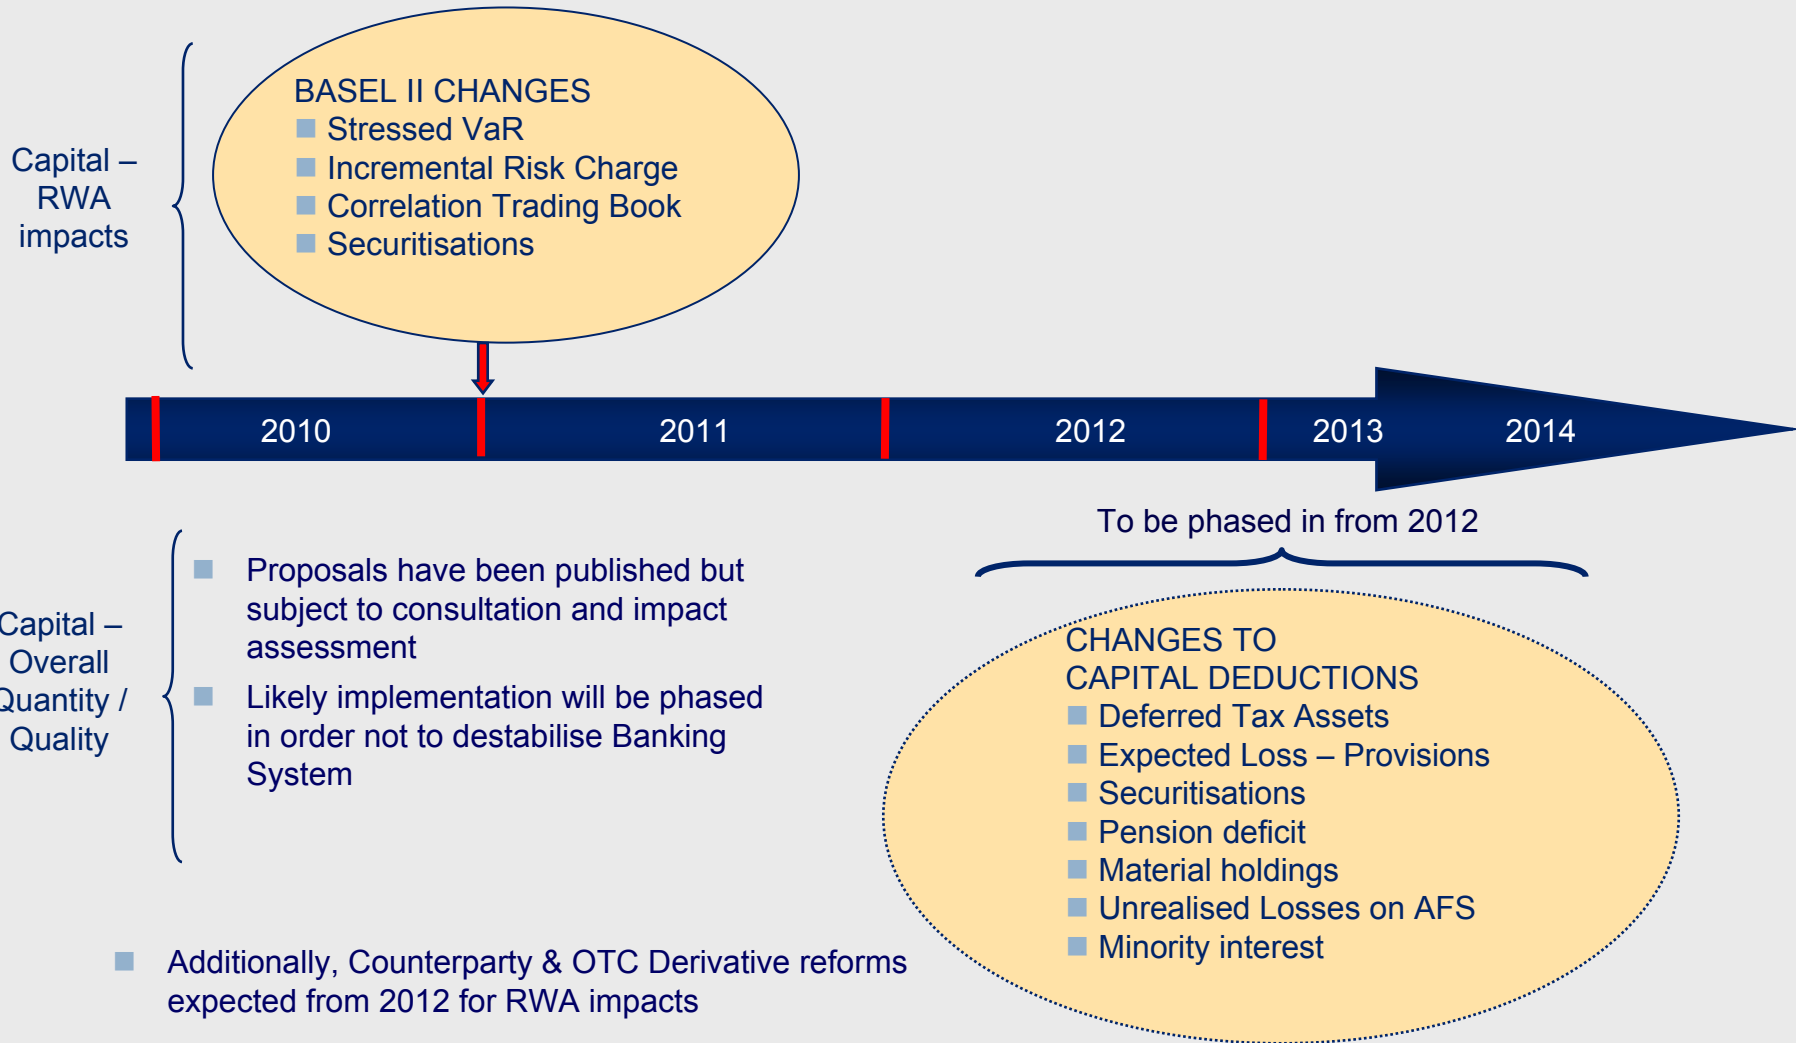 Capital –
RWA
impacts
BASEL II CHANGES
Stressed VaR
Incremental Risk Charge
Correlation Trading Book
Securitisations
2010 2011 2012 2013 2014
Capital –
Overall
Quantity /
Quality
Proposals have been published but
subject to consultation and impact
assessment
Likely implementation will be phased
in order not to destabilise Banking
System
To be phased in from 2012
CHANGES TO
CAPITAL DEDUCTIONS
Deferred Tax Assets
Expected Loss – Provisions
Securitisations
Pension deficit
Material holdings
Unrealised Losses on AFS
Minority interest
Additionally, Counterparty & OTC Derivative reforms
expected from 2012 for RWA impacts